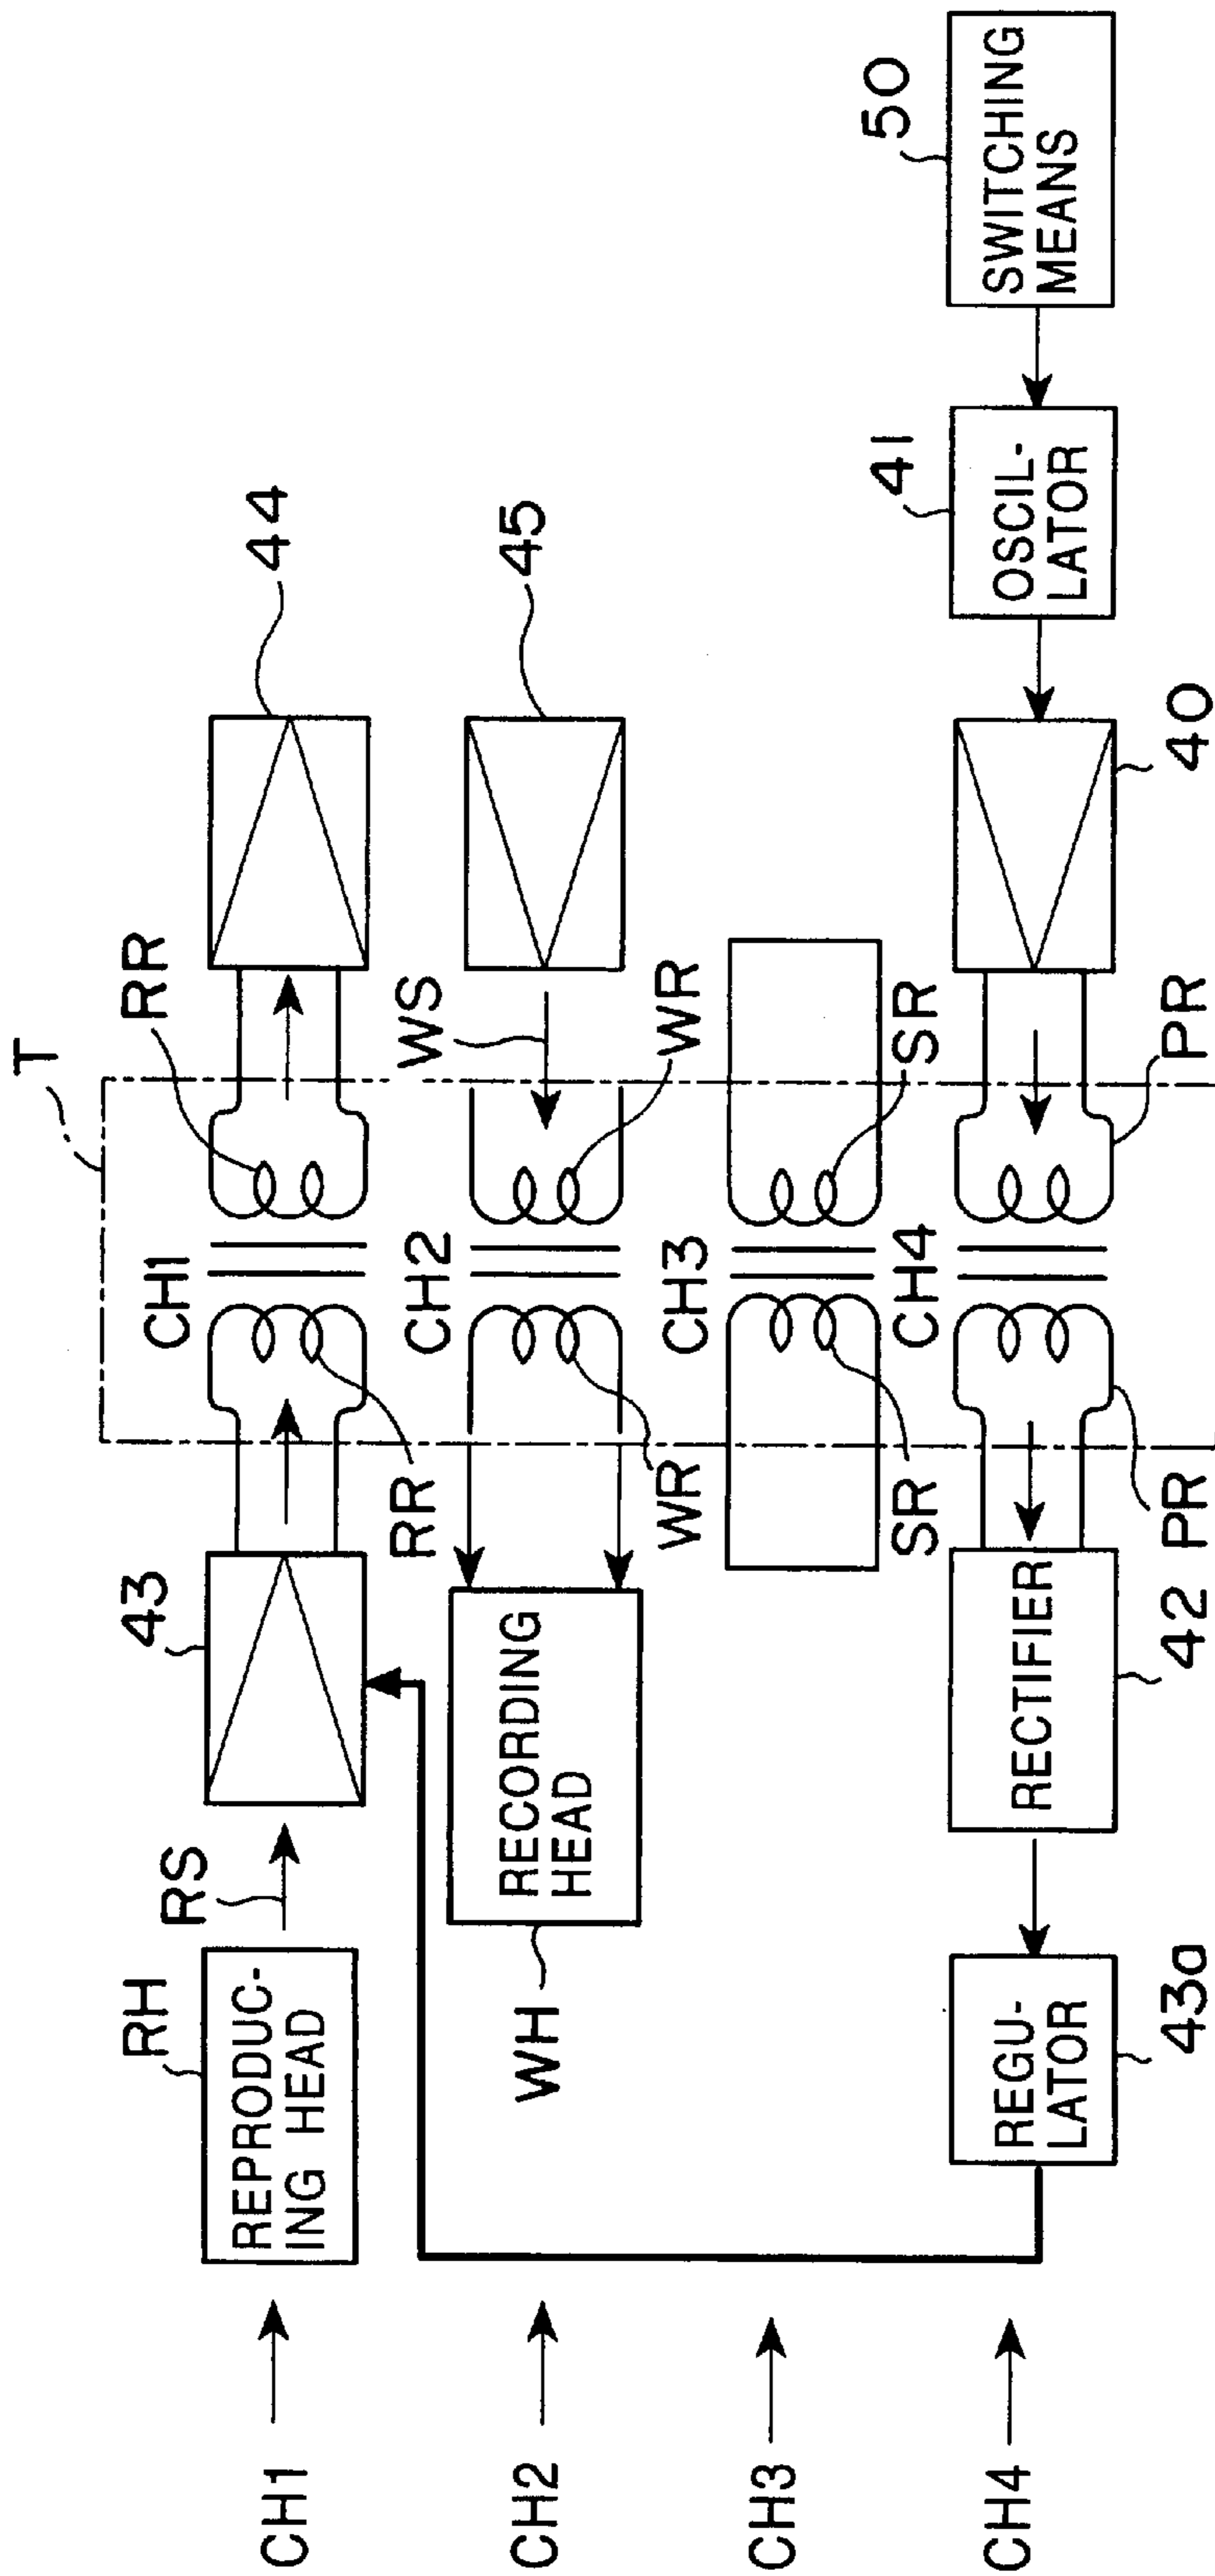 T
RR
44
CH1
43
RR
RS
RH
REPRODUC-
ING HEAD
CH1
45
WS
WR
CH2
WR
RECORDING
HEAD
WH
CH2
SR
CH3
SR
CH3
50
SWITCHING
MEANS
41
OSCIL-
LATOR
40
PR
CH4
PR
RECTIFIER
42
REGU-
LATOR
43a
CH4